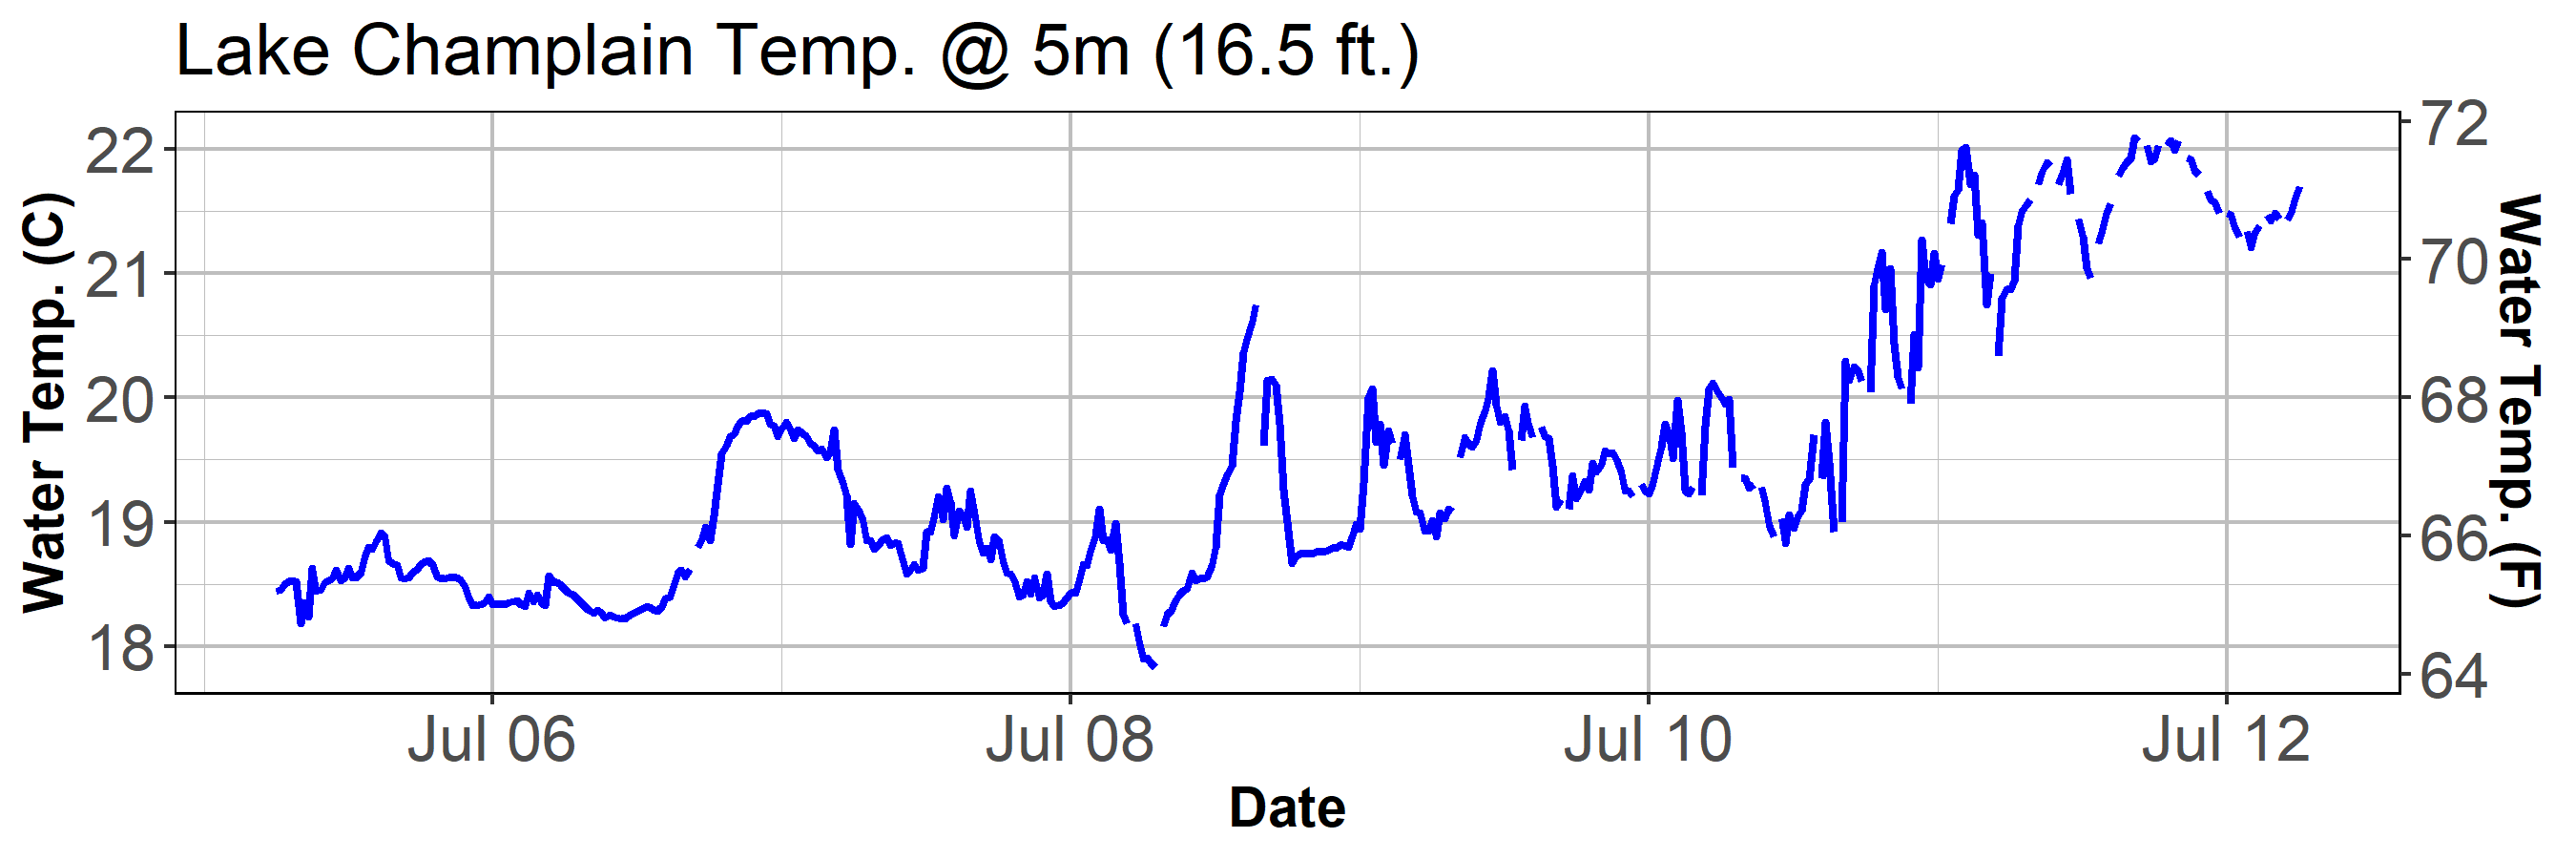 Lake Champlain Temp. @ 5m (16.5 ft.)
Water Temp. (C)
22
21
20
19
18
72
70
68
66
64
Water Temp. (F)
Jul 06
Jul 08
Jul 10
Jul 12
Date